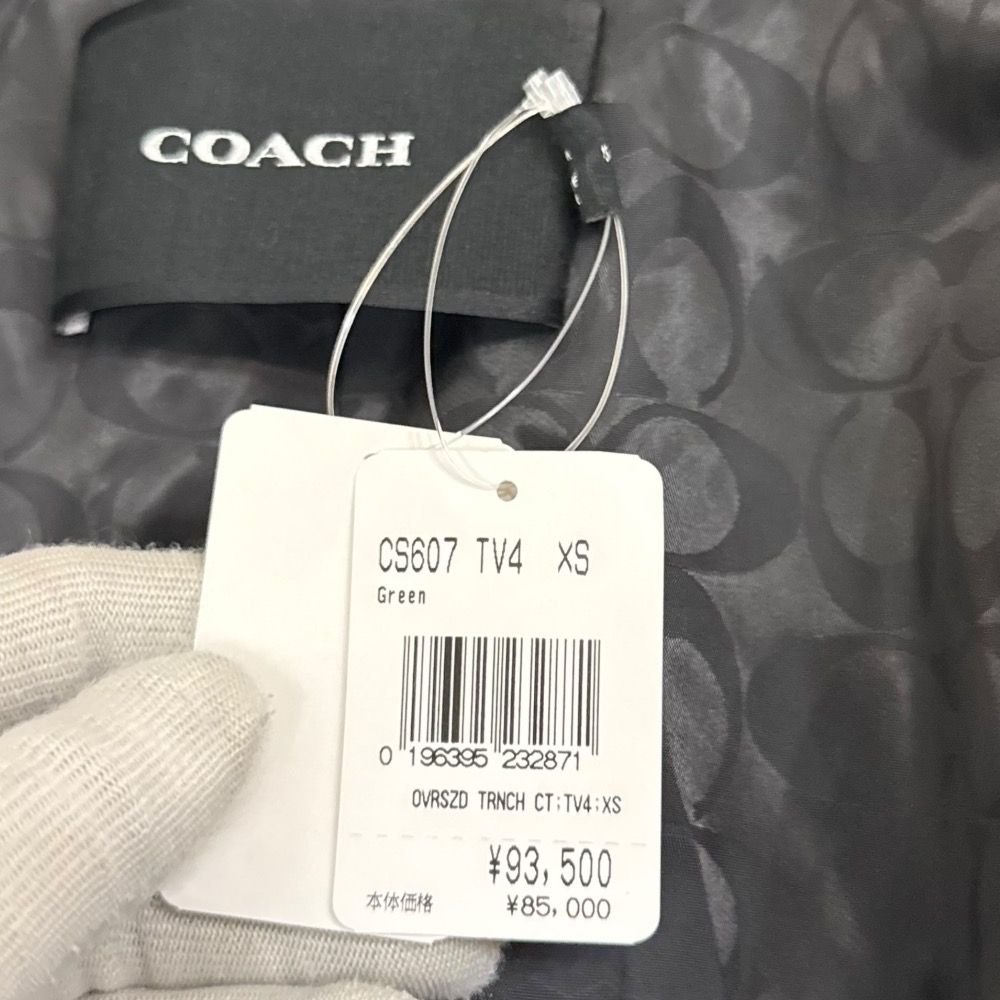 COACH
CS607 TV4 XS
Green
0 196395 232871
OVRSZD TRNCH CT;TV4;XS
¥93,500
本体価格 ¥85,000